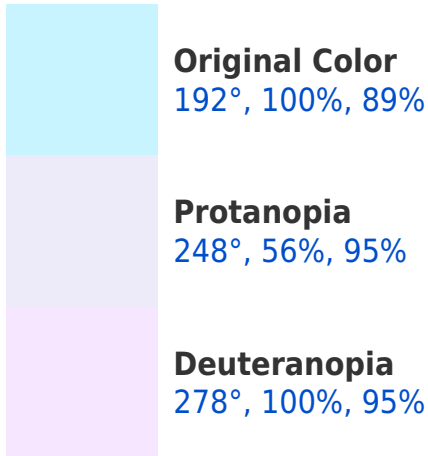 Original Color
192°, 100%, 89%
Protanopia
248°, 56%, 95%
Deuteranopia
278°, 100%, 95%